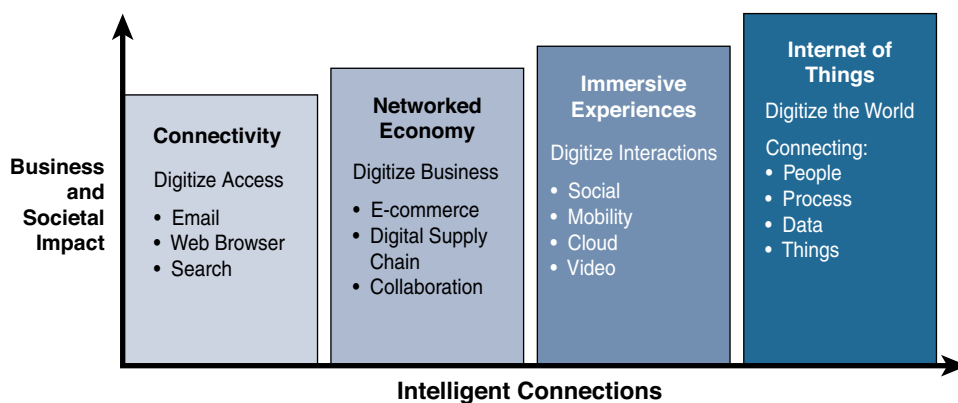 Business
and
Societal
Impact
Connectivity
Digitize Access
• Email
• Web Browser
• Search
Networked
Economy
Digitize Business
• E-commerce
• Digital Supply
Chain
• Collaboration
Immersive
Experiences
Digitize Interactions
• Social
• Mobility
• Cloud
• Video
Internet of
Things
Digitize the World
Connecting:
• People
• Process
• Data
• Things
Intelligent Connections